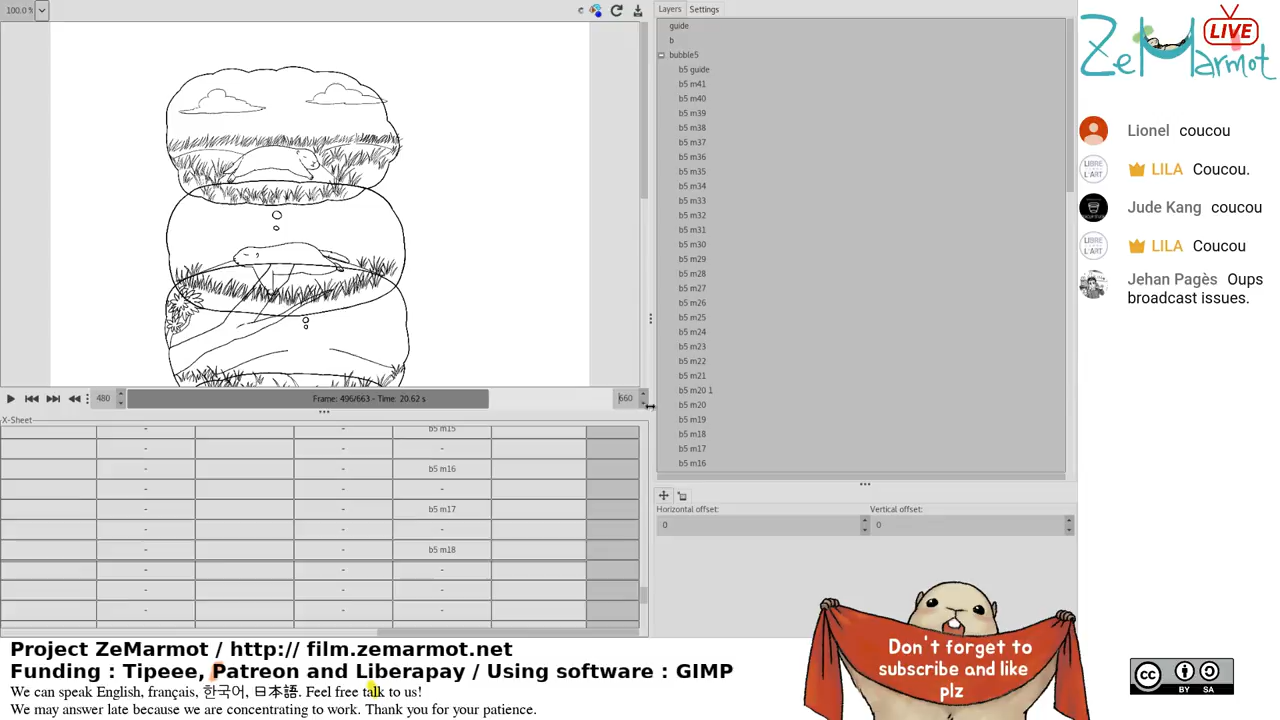 100.0 %
Layers Settings
guide
b
bubble5
b5 guide
b5 m41
b5 m40
b5 m39
b5 m38
b5 m37
b5 m36
b5 m35
b5 m34
b5 m33
b5 m32
b5 m31
b5 m30
b5 m29
b5 m28
b5 m27
b5 m26
b5 m25
b5 m24
b5 m23
b5 m22
b5 m21
b5 m20 1
b5 m20
b5 m19
b5 m18
b5 m17
b5 m16
480 Frame: 496/663 - Time: 20.62 s 660
X-Sheet
b5 m15
- - -
- - b5 m16
- - -
- - b5 m17
- - -
- - b5 m18
- - -
- - -
- - -
Horizontal offset: Vertical offset:
0 0
ZeMarmot LIVE
Lionel coucou
LILA Coucou.
Jude Kang coucou
LILA Coucou
Jehan Pagès Oups
broadcast issues.
Don't forget to
subscribe and like
plz
Project ZeMarmot / http:// film.zemarmot.net
Funding : Tipeee, Patreon and Liberapay / Using software : GIMP
We can speak English, français, 한국어, 日本語. Feel free talk to us!
We may answer late because we are concentrating to work. Thank you for your patience.
cc BY SA